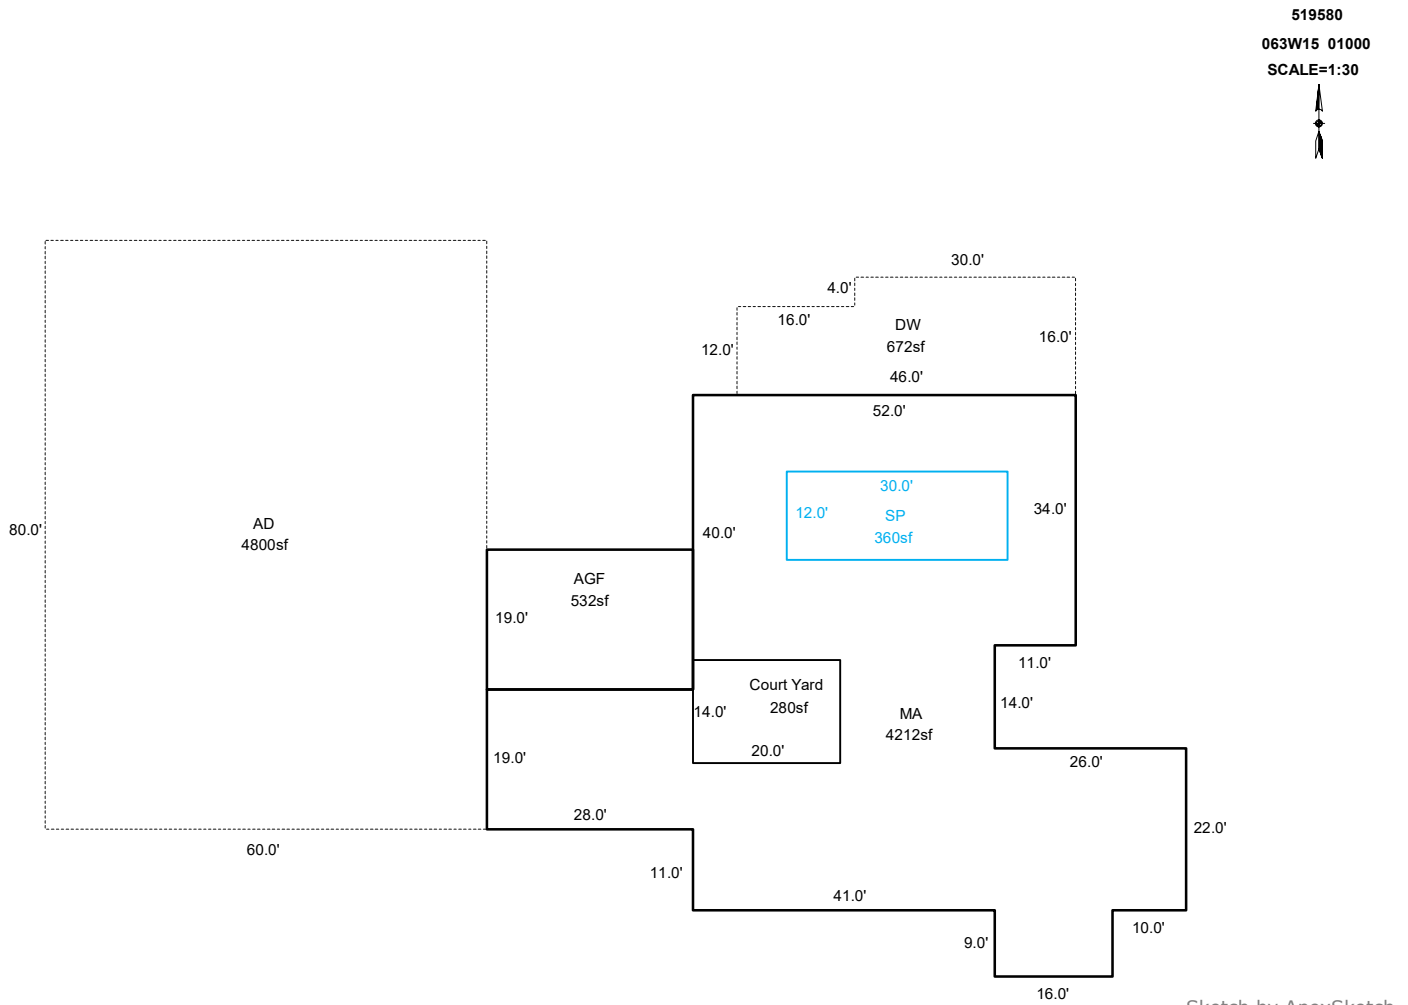 519580
063W15 01000
SCALE=1:30
30.0'
4.0'
16.0'
DW
672sf
12.0'
16.0'
46.0'
52.0'
30.0'
12.0'
SP
360sf
34.0'
40.0'
80.0'
AD
4800sf
AGF
532sf
19.0'
11.0'
Court Yard
280sf
14.0'
14.0'
MA
4212sf
20.0'
19.0'
26.0'
28.0'
22.0'
60.0'
11.0'
41.0'
10.0'
9.0'
16.0'
Sketch by ApexSketch